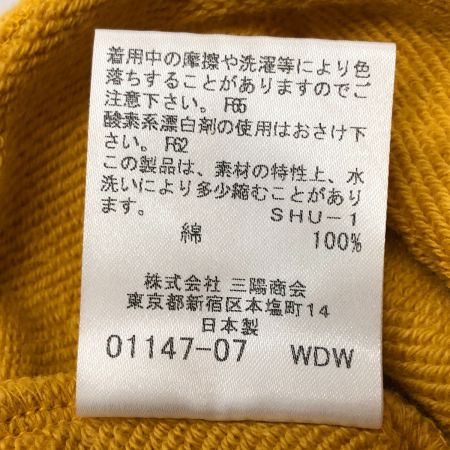 着用中の摩擦や洗濯等により色
落ちすることがありますのでご
注意下さい。F65
酸素系漂白剤の使用はおさけ下
さい。F62
この製品は、素材の特性上、水
洗いにより多少縮むことがあり
ます。 SHU-1
綿 100%
株式会社 三陽商会
東京都新宿区本塩町14
日本製
01147-07 WDW